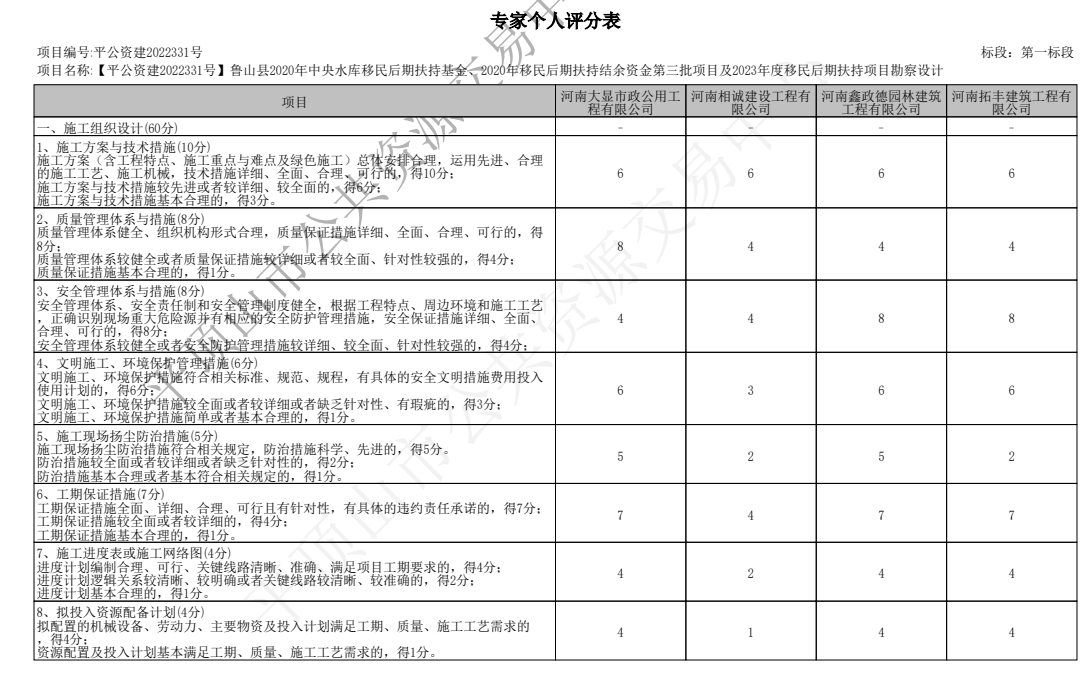 专家个人评分表
项目编号:平公资建2022331号
标段：第一标段
项目名称:【平公资建2022331号】鲁山县2020年中央水库移民后期扶持基金、2020年移民后期扶持结余资金第三批项目及2023年度移民后期扶持项目勘察设计
项目
河南大显市政公用工
程有限公司
河南相诚建设工程有
限公司
河南鑫政德园林建筑
工程有限公司
河南拓丰建筑工程有
限公司
一、施工组织设计(60分)
- - - -
1、施工方案与技术措施(10分)
施工方案（含工程特点、施工重点与难点及绿色施工）总体安排合理，运用先进、合理
的施工工艺、施工机械，技术措施详细、全面、合理、可行的，得10分；
施工方案与技术措施较先进或者较详细、较全面的，得6分；
施工方案与技术措施基本合理的，得3分。
6 6 6 6
2、质量管理体系与措施(8分)
质量管理体系健全、组织机构形式合理，质量保证措施详细、全面、合理、可行的，得
8分；
质量管理体系较健全或者质量保证措施较详细或者较全面、针对性较强的，得4分；
质量保证措施基本合理的，得1分。
8 4 4 4
3、安全管理体系与措施(8分)
安全管理体系、安全责任制和安全管理制度健全，根据工程特点、周边环境和施工工艺
，正确识别现场重大危险源并有相应的安全防护管理措施，安全保证措施详细、全面、
合理、可行的，得8分；
安全管理体系较健全或者安全防护管理措施较详细、较全面、针对性较强的，得4分；
4 4 8 8
4、文明施工、环境保护管理措施(6分)
文明施工、环境保护措施符合相关标准、规范、规程，有具体的安全文明措施费用投入
使用计划的，得6分；
文明施工、环境保护措施较全面或者较详细或者缺乏针对性、有瑕疵的，得3分；
文明施工、环境保护措施简单或者基本合理的，得1分。
6 3 6 6
5、施工现场扬尘防治措施(5分)
施工现场扬尘防治措施符合相关规定，防治措施科学、先进的，得5分。
防治措施较全面或者较详细或者缺乏针对性的，得2分；
防治措施基本合理或者基本符合相关规定的，得1分。
5 2 5 2
6、工期保证措施(7分)
工期保证措施全面、详细、合理、可行且有针对性，有具体的违约责任承诺的，得7分；
工期保证措施较全面或者较详细的，得4分；
工期保证措施基本合理的，得1分。
7 4 7 7
7、施工进度表或施工网络图(4分)
进度计划编制合理、可行、关键线路清晰、准确、满足项目工期要求的，得4分；
进度计划逻辑关系较清晰、较明确或者关键线路较清晰、较准确的，得2分；
进度计划基本合理的，得1分。
4 2 4 4
8、拟投入资源配备计划(4分)
拟配置的机械设备、劳动力、主要物资及投入计划满足工期、质量、施工工艺需求的
，得4分；
资源配置及投入计划基本满足工期、质量、施工工艺需求的，得1分。
4 1 4 4
平顶山市公共资源交易中
平顶山市公共资源交易中